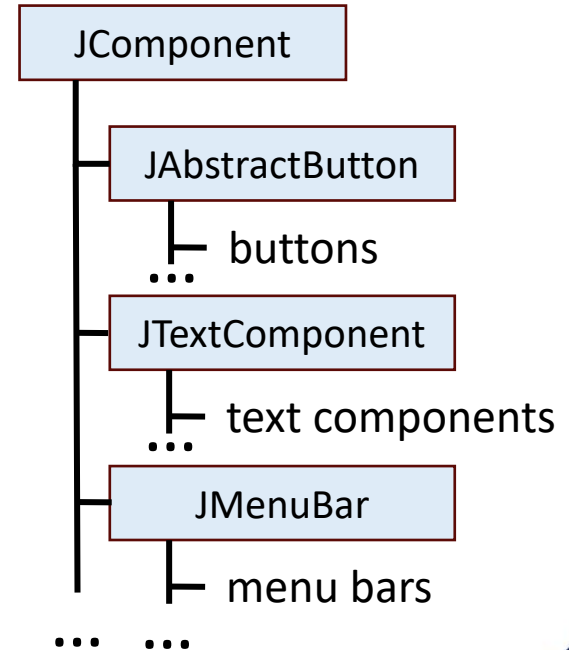 JComponent
JAbstractButton
buttons
...
JTextComponent
text components
...
JMenuBar
menu bars
... ...